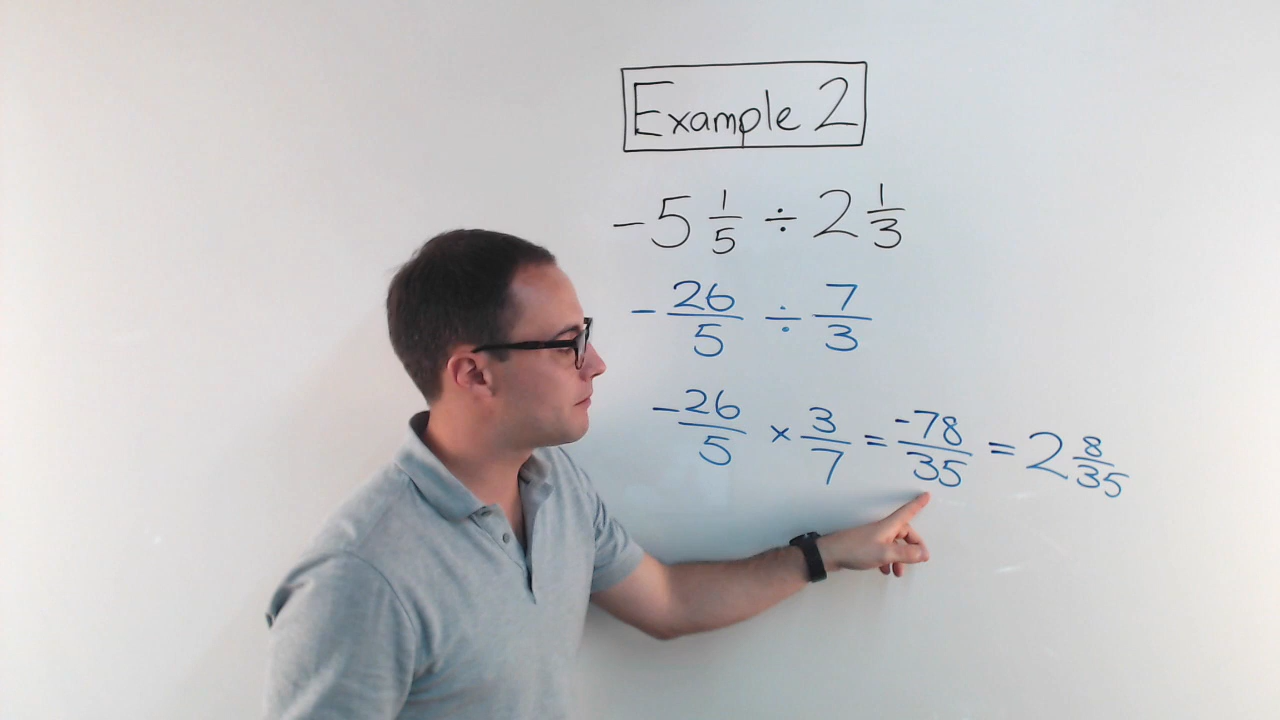 Example 2
-5 1/5 ÷ 2 1/3
-26/5 ÷ 7/3
-26/5 × 3/7 = -78/35 = 2 8/35